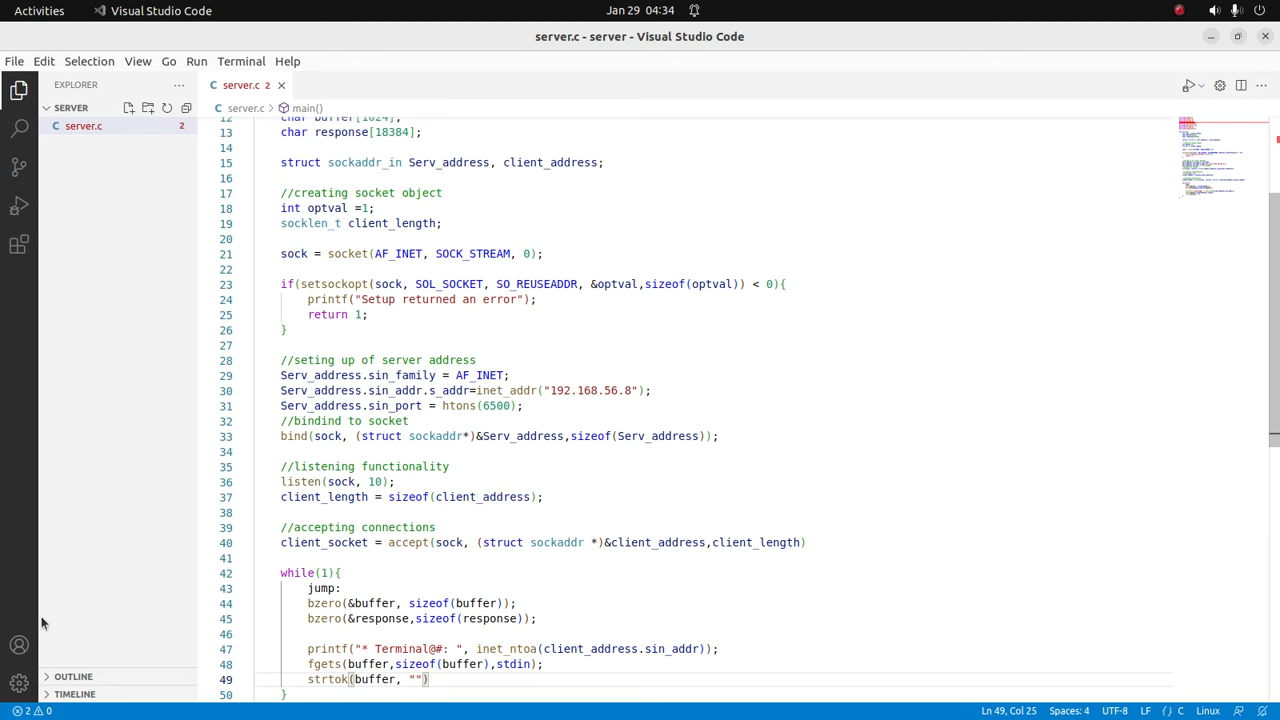 Activities Visual Studio Code Jan 29 04:34
server.c - server - Visual Studio Code
File Edit Selection View Go Run Terminal Help
EXPLORER ··· C server.c 2
SERVER C server.c > main()
C server.c 2
12 char buffer[1024];
13 char response[18384];
14
15 struct sockaddr_in Serv_address, client_address;
16
17 //creating socket object
18 int optval =1;
19 socklen_t client_length;
20
21 sock = socket(AF_INET, SOCK_STREAM, 0);
22
23 if(setsockopt(sock, SOL_SOCKET, SO_REUSEADDR, &optval,sizeof(optval)) < 0){
24 printf("Setup returned an error");
25 return 1;
26 }
27
28 //seting up of server address
29 Serv_address.sin_family = AF_INET;
30 Serv_address.sin_addr.s_addr=inet_addr("192.168.56.8");
31 Serv_address.sin_port = htons(6500);
32 //bindind to socket
33 bind(sock, (struct sockaddr*)&Serv_address,sizeof(Serv_address));
34
35 //listening functionality
36 listen(sock, 10);
37 client_length = sizeof(client_address);
38
39 //accepting connections
40 client_socket = accept(sock, (struct sockaddr *)&client_address,client_length)
41
42 while(1){
43 jump:
44 bzero(&buffer, sizeof(buffer));
45 bzero(&response,sizeof(response));
46
47 printf("* Terminal@#: ", inet_ntoa(client_address.sin_addr));
48 fgets(buffer,sizeof(buffer),stdin);
49 strtok(buffer, "")
50 }
OUTLINE
TIMELINE
2 0 Ln 49, Col 25 Spaces: 4 UTF-8 LF { } C Linux